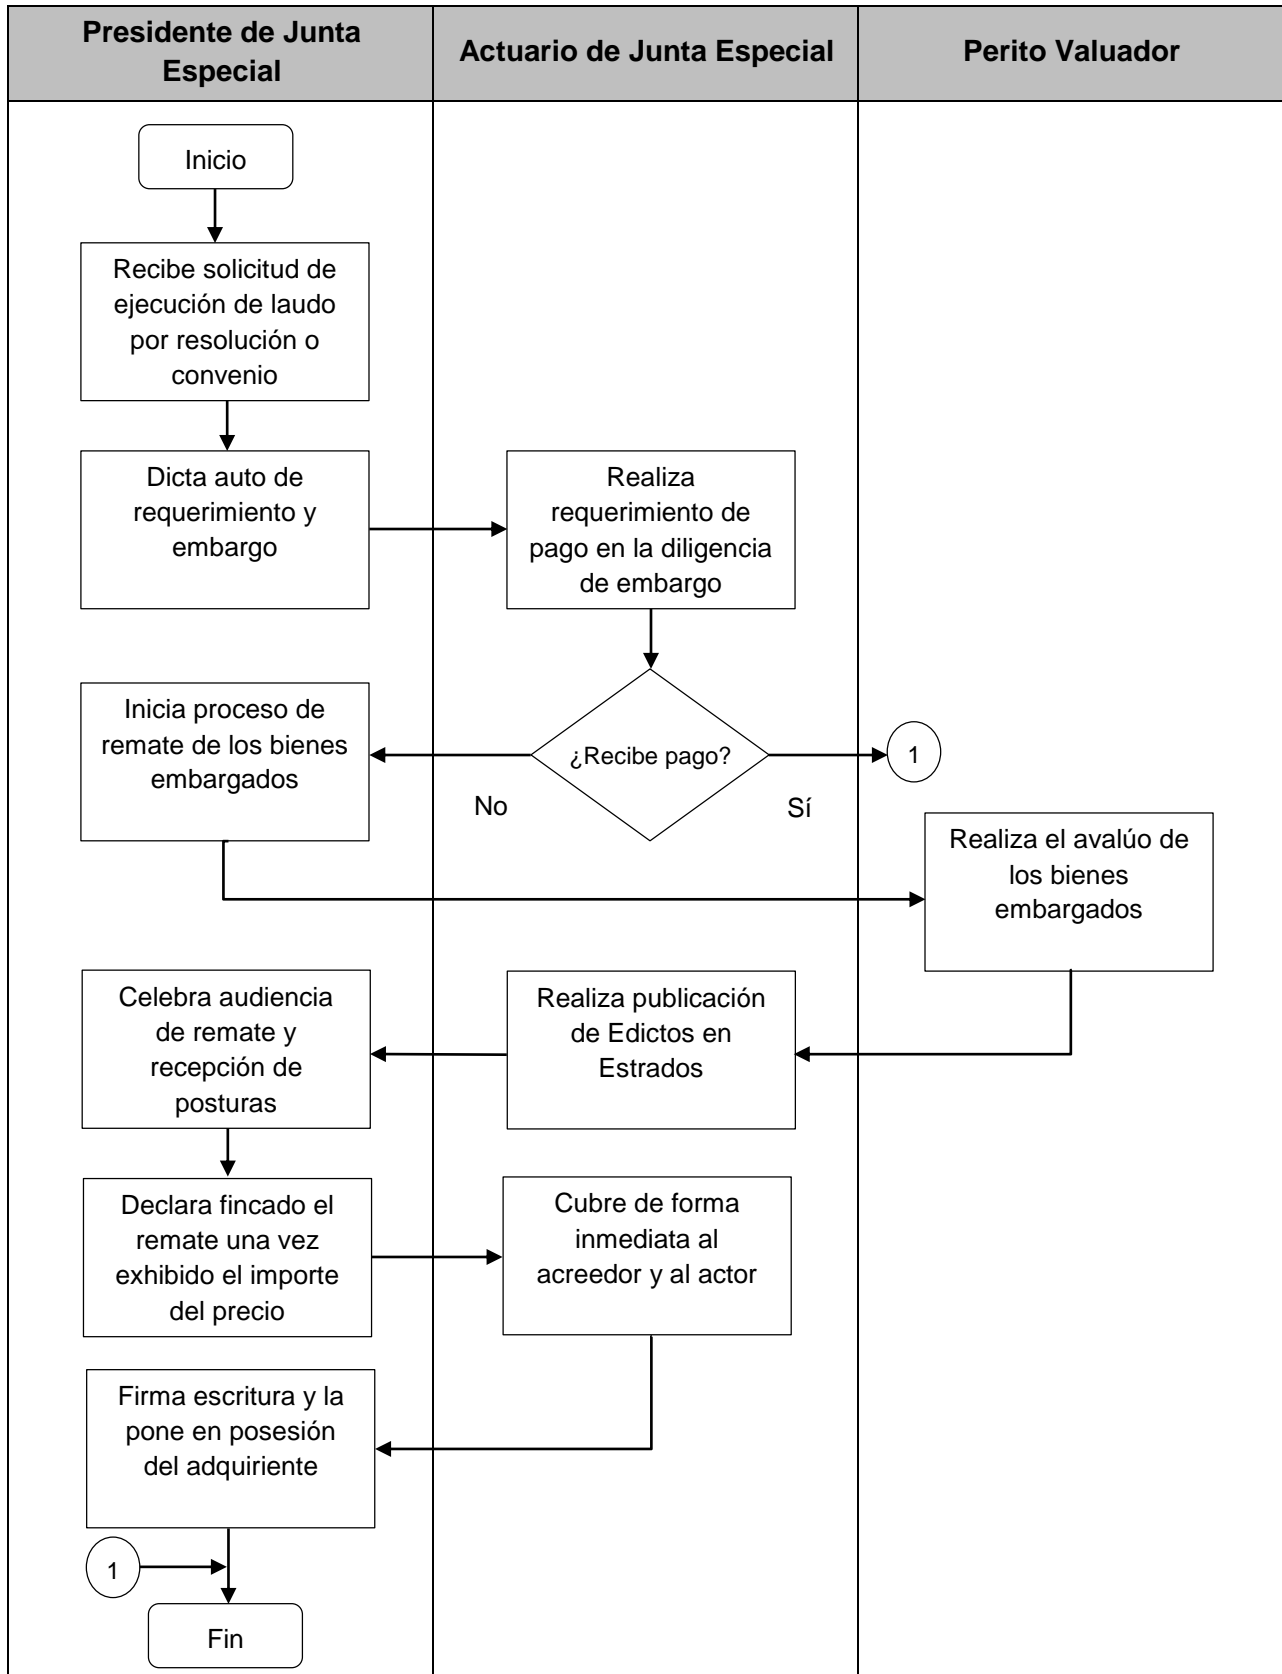 Presidente de Junta
Especial
Actuario de Junta Especial
Perito Valuador
Inicio
Recibe solicitud de
ejecución de laudo
por resolución o
convenio
Dicta auto de
requerimiento y
embargo
Realiza
requerimiento de
pago en la diligencia
de embargo
Inicia proceso de
remate de los bienes
embargados
¿Recibe pago?
1
No
Sí
Realiza el avalúo de
los bienes
embargados
Celebra audiencia
de remate y
recepción de
posturas
Realiza publicación
de Edictos en
Estrados
Declara fincado el
remate una vez
exhibido el importe
del precio
Cubre de forma
inmediata al
acreedor y al actor
Firma escritura y la
pone en posesión
del adquiriente
1
Fin